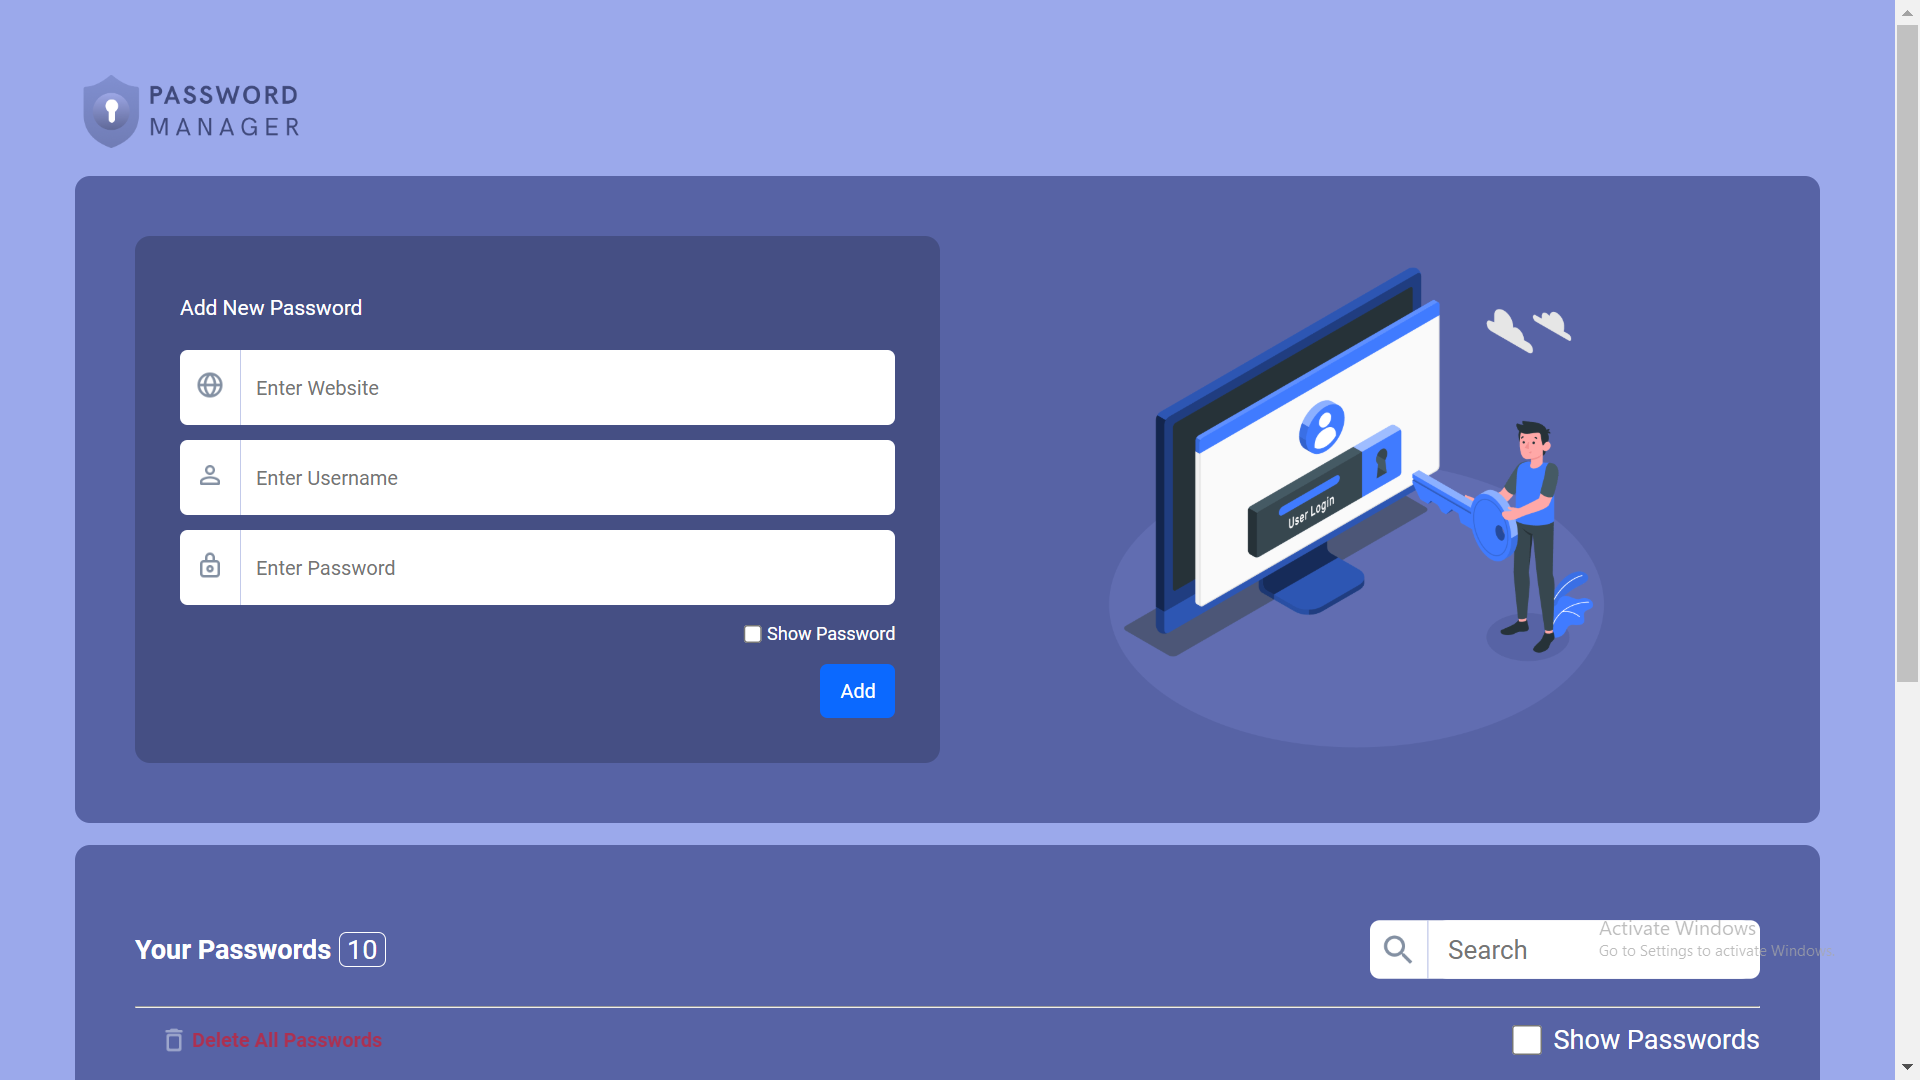 PASSWORD
MANAGER
Add New Password
Enter Website
Enter Username
Enter Password
Show Password
Add
User Login
Your Passwords 10
Search
Activate Windows
Go to Settings to activate Windows
Delete All Passwords
Show Passwords